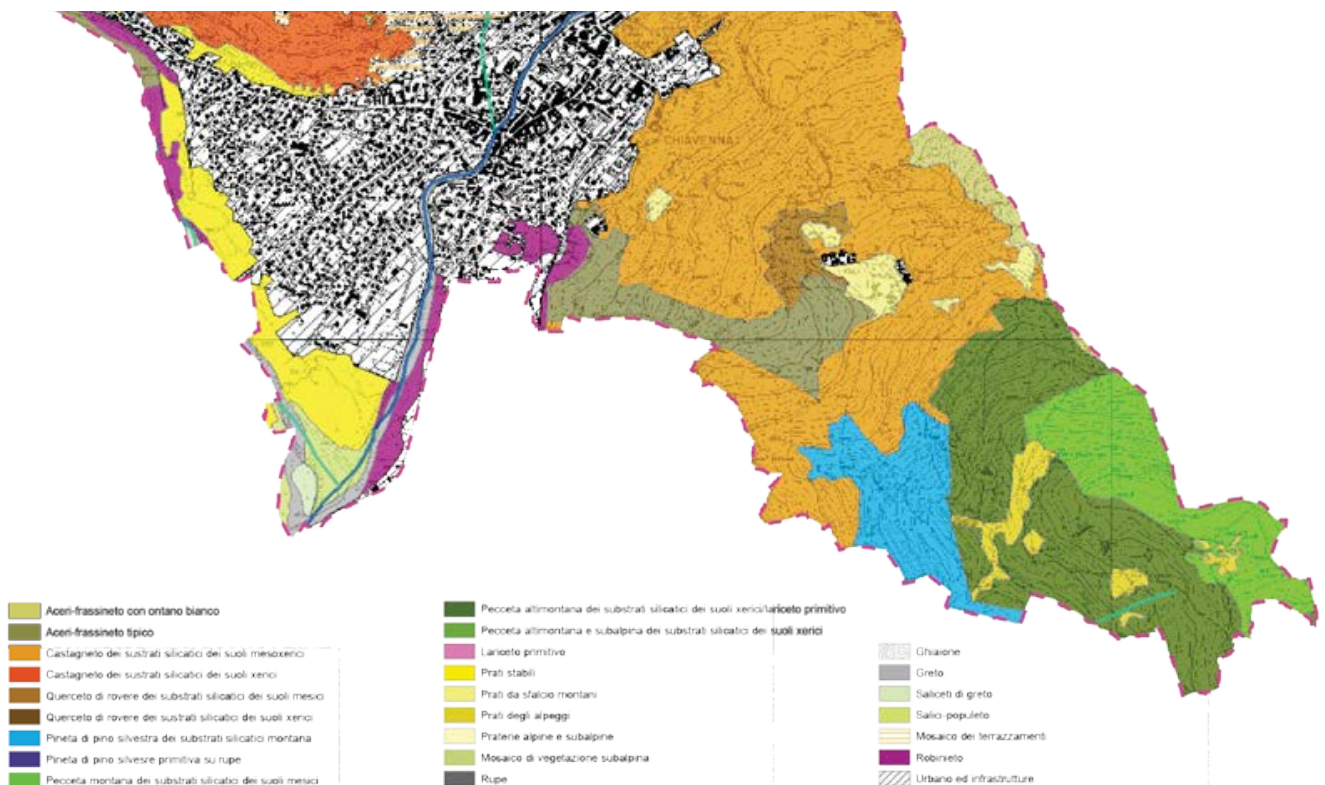 CHIAVENNA
Aceri-frassineto con ontano bianco
Aceri-frassineto tipico
Castagneto dei sustrati silicatici dei suoli mesoxerici
Castagneto dei sustrati silicatici dei suoli xerici
Querceto di rovere dei substrati silicatici dei suoli mesici
Querceto di rovere dei sustrati silicatici dei suoli xerici
Pineta di pino silvestra dei substrati silicatici montana
Pineta di pino silvesre primitiva su rupe
Pecceta montana dei substrati silicatici dei suoli mesici
Pecceta altimontana dei substrati silicatici dei suoli xerici/lariceto primitivo
Pecceta altimontana e subalpina dei substrati silicatici dei suoli xerici
Lariceto primitivo
Prati stabili
Prati da sfalcio montani
Prati degli alpeggi
Praterie alpine e subalpine
Mosaico di vegetazione subalpina
Rupe
Ghiaione
Greto
Saliceti di greto
Salici-populeto
Mosaico dei terrazzamenti
Robinieto
Urbano ed infrastrutture